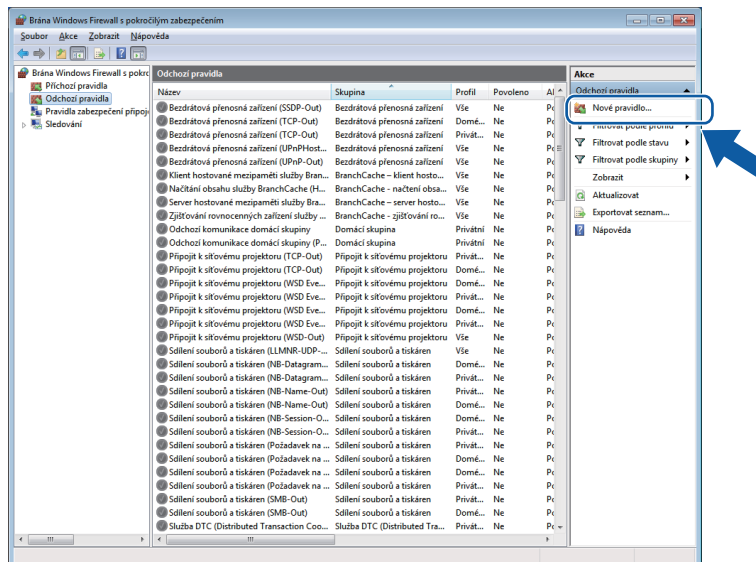 Brána Windows Firewall s pokročilým zabezpečením
Soubor Akce Zobrazit Nápověda
Brána Windows Firewall s pokro
Příchozí pravidla
Odchozí pravidla
Pravidla zabezpečení připoj
Sledování
Odchozí pravidla
Název Skupina Profil Povoleno
Bezdrátová přenosná zařízení (SSDP-Out) Bezdrátová přenosná zařízení Vše Ne
Bezdrátová přenosná zařízení (TCP-Out) Bezdrátová přenosná zařízení Domé... Ne
Bezdrátová přenosná zařízení (TCP-Out) Bezdrátová přenosná zařízení Privát... Ne
Bezdrátová přenosná zařízení (UPnPHost... Bezdrátová přenosná zařízení Vše Ne
Bezdrátová přenosná zařízení (UPnP-Out) Bezdrátová přenosná zařízení Vše Ne
Klient hostované mezipaměti služby Bran... BranchCache – klient hosto... Vše Ne
Načítání obsahu služby BranchCache (H... BranchCache - načtení obsa... Vše Ne
Server hostované mezipaměti služby Bra... BranchCache – server hosto... Vše Ne
Zjišťování rovnocenných zařízení služby ... BranchCache - zjišťování ro... Vše Ne
Odchozí komunikace domácí skupiny Domácí skupina Privátní Ne
Odchozí komunikace domácí skupiny (P... Domácí skupina Privátní Ne
Připojit k síťovému projektoru (TCP-Out) Připojit k síťovému projektoru Privát... Ne
Připojit k síťovému projektoru (TCP-Out) Připojit k síťovému projektoru Domé... Ne
Připojit k síťovému projektoru (WSD Eve... Připojit k síťovému projektoru Domé... Ne
Připojit k síťovému projektoru (WSD Eve... Připojit k síťovému projektoru Privát... Ne
Připojit k síťovému projektoru (WSD Eve... Připojit k síťovému projektoru Domé... Ne
Připojit k síťovému projektoru (WSD Eve... Připojit k síťovému projektoru Privát... Ne
Připojit k síťovému projektoru (WSD-Out) Připojit k síťovému projektoru Vše Ne
Sdílení souborů a tiskáren (LLMNR-UDP-... Sdílení souborů a tiskáren Vše Ne
Sdílení souborů a tiskáren (NB-Datagram... Sdílení souborů a tiskáren Domé... Ne
Sdílení souborů a tiskáren (NB-Datagram... Sdílení souborů a tiskáren Privát... Ne
Sdílení souborů a tiskáren (NB-Name-Out) Sdílení souborů a tiskáren Privát... Ne
Sdílení souborů a tiskáren (NB-Name-Out) Sdílení souborů a tiskáren Domé... Ne
Sdílení souborů a tiskáren (NB-Session-O... Sdílení souborů a tiskáren Domé... Ne
Sdílení souborů a tiskáren (NB-Session-O... Sdílení souborů a tiskáren Privát... Ne
Sdílení souborů a tiskáren (Požadavek na ... Sdílení souborů a tiskáren Privát... Ne
Sdílení souborů a tiskáren (Požadavek na ... Sdílení souborů a tiskáren Domé... Ne
Sdílení souborů a tiskáren (Požadavek na ... Sdílení souborů a tiskáren Domé... Ne
Sdílení souborů a tiskáren (Požadavek na ... Sdílení souborů a tiskáren Privát... Ne
Sdílení souborů a tiskáren (SMB-Out) Sdílení souborů a tiskáren Privát... Ne
Sdílení souborů a tiskáren (SMB-Out) Sdílení souborů a tiskáren Domé... Ne
Služba DTC (Distributed Transaction Coo... Služba DTC (Distributed Tra... Privát... Ne
Akce
Odchozí pravidla
Nové pravidlo...
Filtrovat podle profilu
Filtrovat podle stavu
Filtrovat podle skupiny
Zobrazit
Aktualizovat
Exportovat seznam...
Nápověda